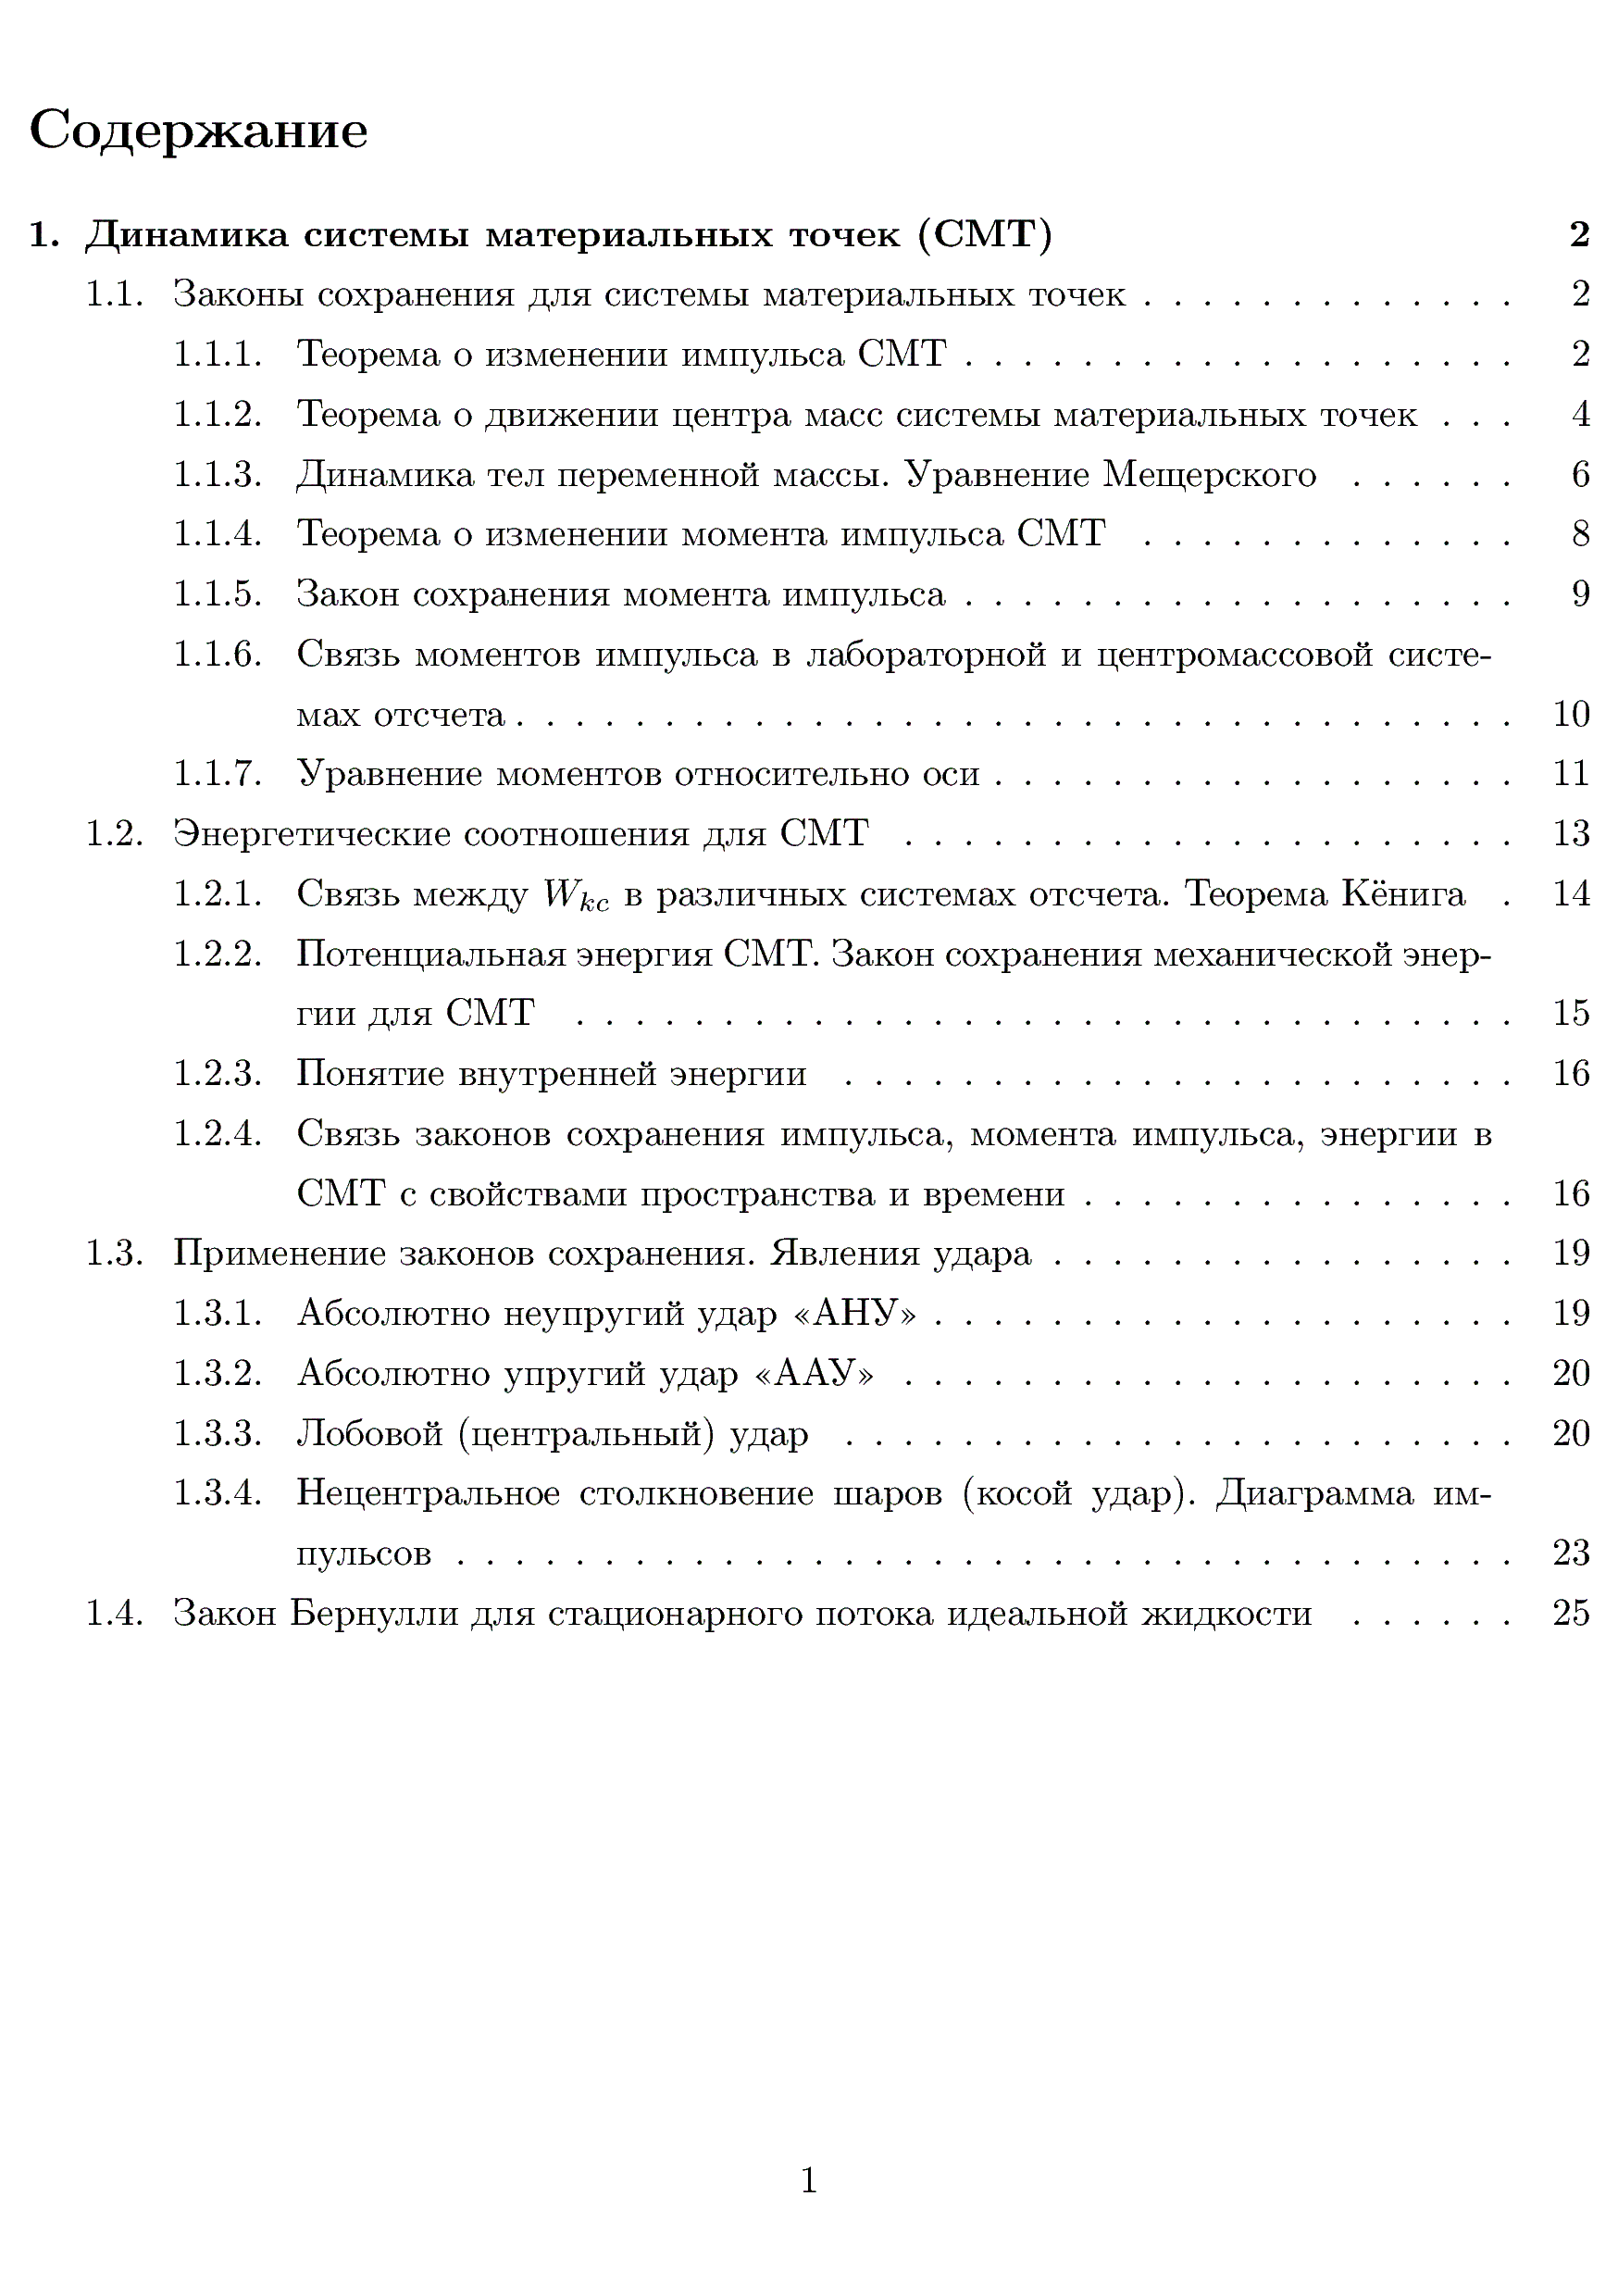 Содержание
1. Динамика системы материальных точек (СМТ) 2
1.1. Законы сохранения для системы материальных точек . . . . . . . . . . . . . 2
1.1.1. Теорема о изменении импульса СМТ . . . . . . . . . . . . . . . . . . . 2
1.1.2. Теорема о движении центра масс системы материальных точек . . . 4
1.1.3. Динамика тел переменной массы. Уравнение Мещерского . . . . . . 6
1.1.4. Теорема о изменении момента импульса СМТ . . . . . . . . . . . . . 8
1.1.5. Закон сохранения момента импульса . . . . . . . . . . . . . . . . . . . 9
1.1.6. Связь моментов импульса в лабораторной и центромассовой систе-
мах отсчета . . . . . . . . . . . . . . . . . . . . . . . . . . . . . . . . . . 10
1.1.7. Уравнение моментов относительно оси . . . . . . . . . . . . . . . . . . 11
1.2. Энергетические соотношения для СМТ . . . . . . . . . . . . . . . . . . . . . 13
1.2.1. Связь между W_{kc} в различных системах отсчета. Теорема Кёнига . 14
1.2.2. Потенциальная энергия СМТ. Закон сохранения механической энер-
гии для СМТ . . . . . . . . . . . . . . . . . . . . . . . . . . . . . . . . 15
1.2.3. Понятие внутренней энергии . . . . . . . . . . . . . . . . . . . . . . . 16
1.2.4. Связь законов сохранения импульса, момента импульса, энергии в
СМТ с свойствами пространства и времени . . . . . . . . . . . . . . . 16
1.3. Применение законов сохранения. Явления удара . . . . . . . . . . . . . . . . 19
1.3.1. Абсолютно неупругий удар «АНУ» . . . . . . . . . . . . . . . . . . . . 19
1.3.2. Абсолютно упругий удар «ААУ» . . . . . . . . . . . . . . . . . . . . . 20
1.3.3. Лобовой (центральный) удар . . . . . . . . . . . . . . . . . . . . . . . 20
1.3.4. Нецентральное столкновение шаров (косой удар). Диаграмма им-
пульсов . . . . . . . . . . . . . . . . . . . . . . . . . . . . . . . . . . . . 23
1.4. Закон Бернулли для стационарного потока идеальной жидкости . . . . . . 25
1